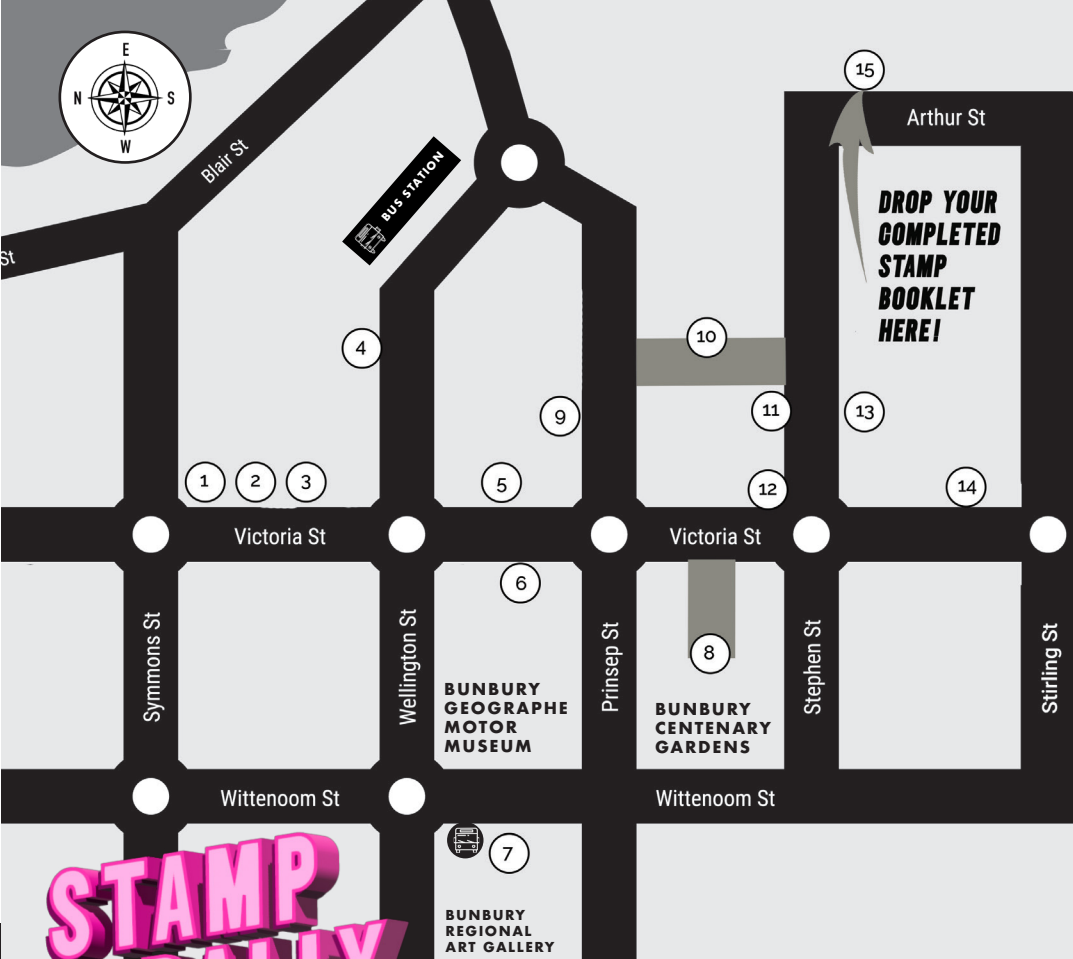 E
N
S
W
15
Arthur St
Blair St
BUS STATION
DROP YOUR
COMPLETED
STAMP
BOOKLET
HERE!
St
10
4
11
13
9
1
2
3
5
12
14
Victoria St
Victoria St
6
Symmons St
Wellington St
Prinsep St
8
Stephen St
Stirling St
BUNBURY
GEOGRAPHE
MOTOR
MUSEUM
BUNBURY
CENTENARY
GARDENS
Wittenoom St
Wittenoom St
7
STAMP
RALLY
BUNBURY
REGIONAL
ART GALLERY